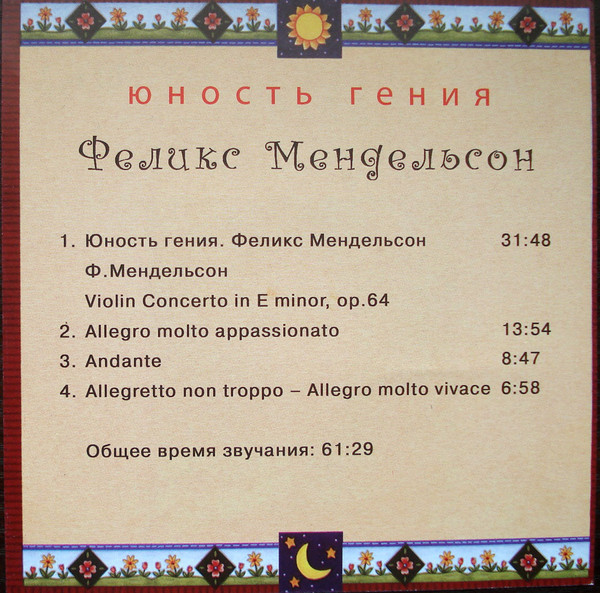 юность гения
Феликс Мендельсон
1. Юность гения. Феликс Мендельсон 31:48
Ф.Мендельсон
Violin Concerto in E minor, op.64
2. Allegro molto appassionato 13:54
3. Andante 8:47
4. Allegretto non troppo – Allegro molto vivace 6:58
Общее время звучания: 61:29